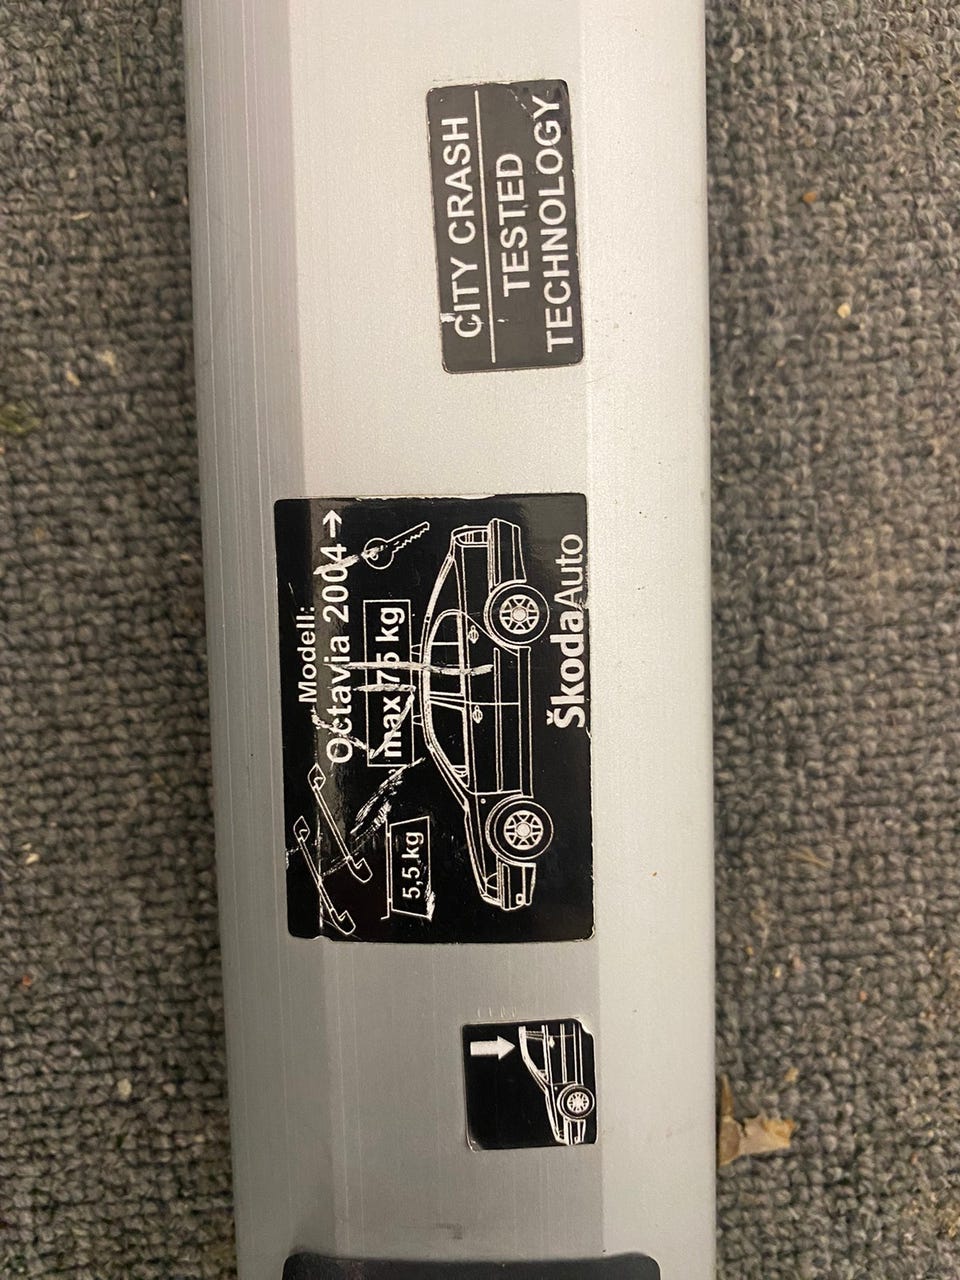 CITY CRASH
TESTED
TECHNOLOGY
Modell:
Octavia 2004→
max 75 kg
5,5 kg
ŠkodaAuto